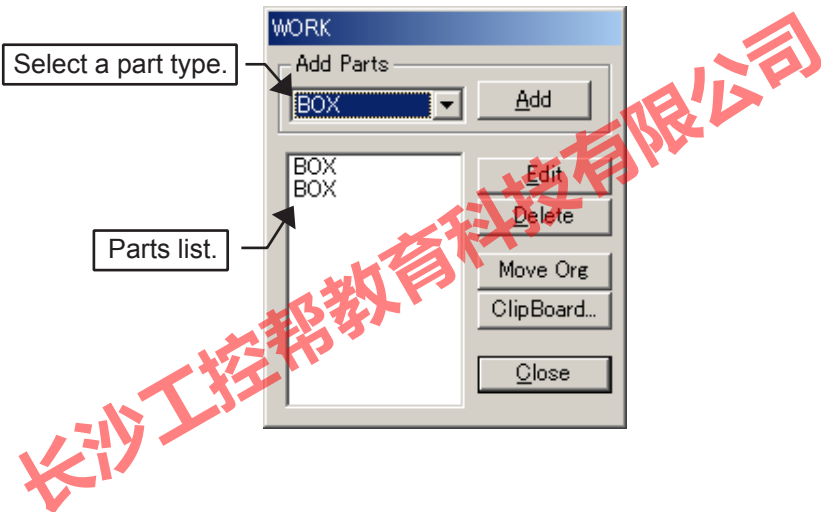 WORK
Add Parts
Select a part type.
BOX
Add
BOX
BOX
Edit
Delete
Parts list.
Move Org
ClipBoard...
Close
长沙工控帮教育科技有限公司